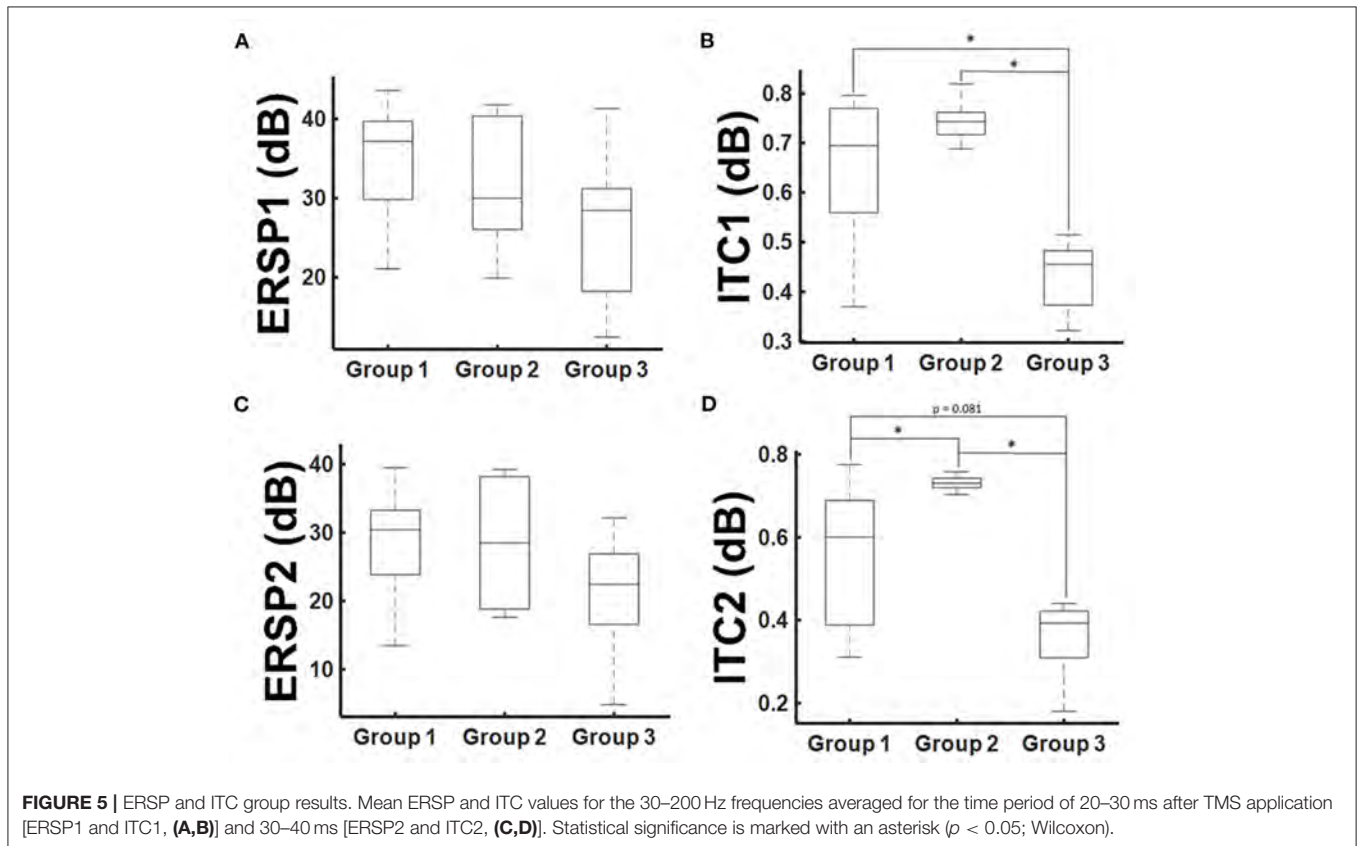 A
ERSP1 (dB)
40
30
20
Group 1 Group 2 Group 3
B
ITC1 (dB)
*
*
0.8
0.7
0.6
0.5
0.4
0.3
Group 1 Group 2 Group 3
C
ERSP2 (dB)
40
30
20
10
Group 1 Group 2 Group 3
D
ITC2 (dB)
p = 0.081
*
*
0.8
0.6
0.4
0.2
Group 1 Group 2 Group 3
FIGURE 5 | ERSP and ITC group results. Mean ERSP and ITC values for the 30–200 Hz frequencies averaged for the time period of 20–30 ms after TMS application
[ERSP1 and ITC1, (A,B)] and 30–40 ms [ERSP2 and ITC2, (C,D)]. Statistical significance is marked with an asterisk (p < 0.05; Wilcoxon).